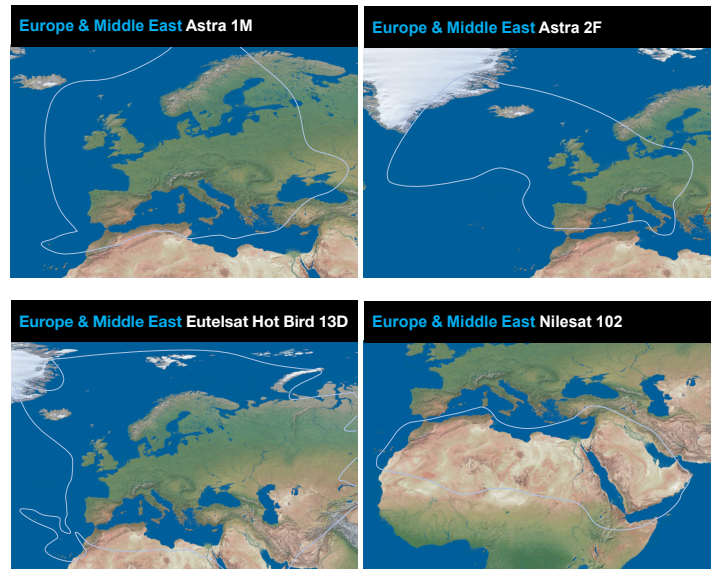 Europe & Middle East Astra 1M
Europe & Middle East Astra 2F
Europe & Middle East Eutelsat Hot Bird 13D
Europe & Middle East Nilesat 102